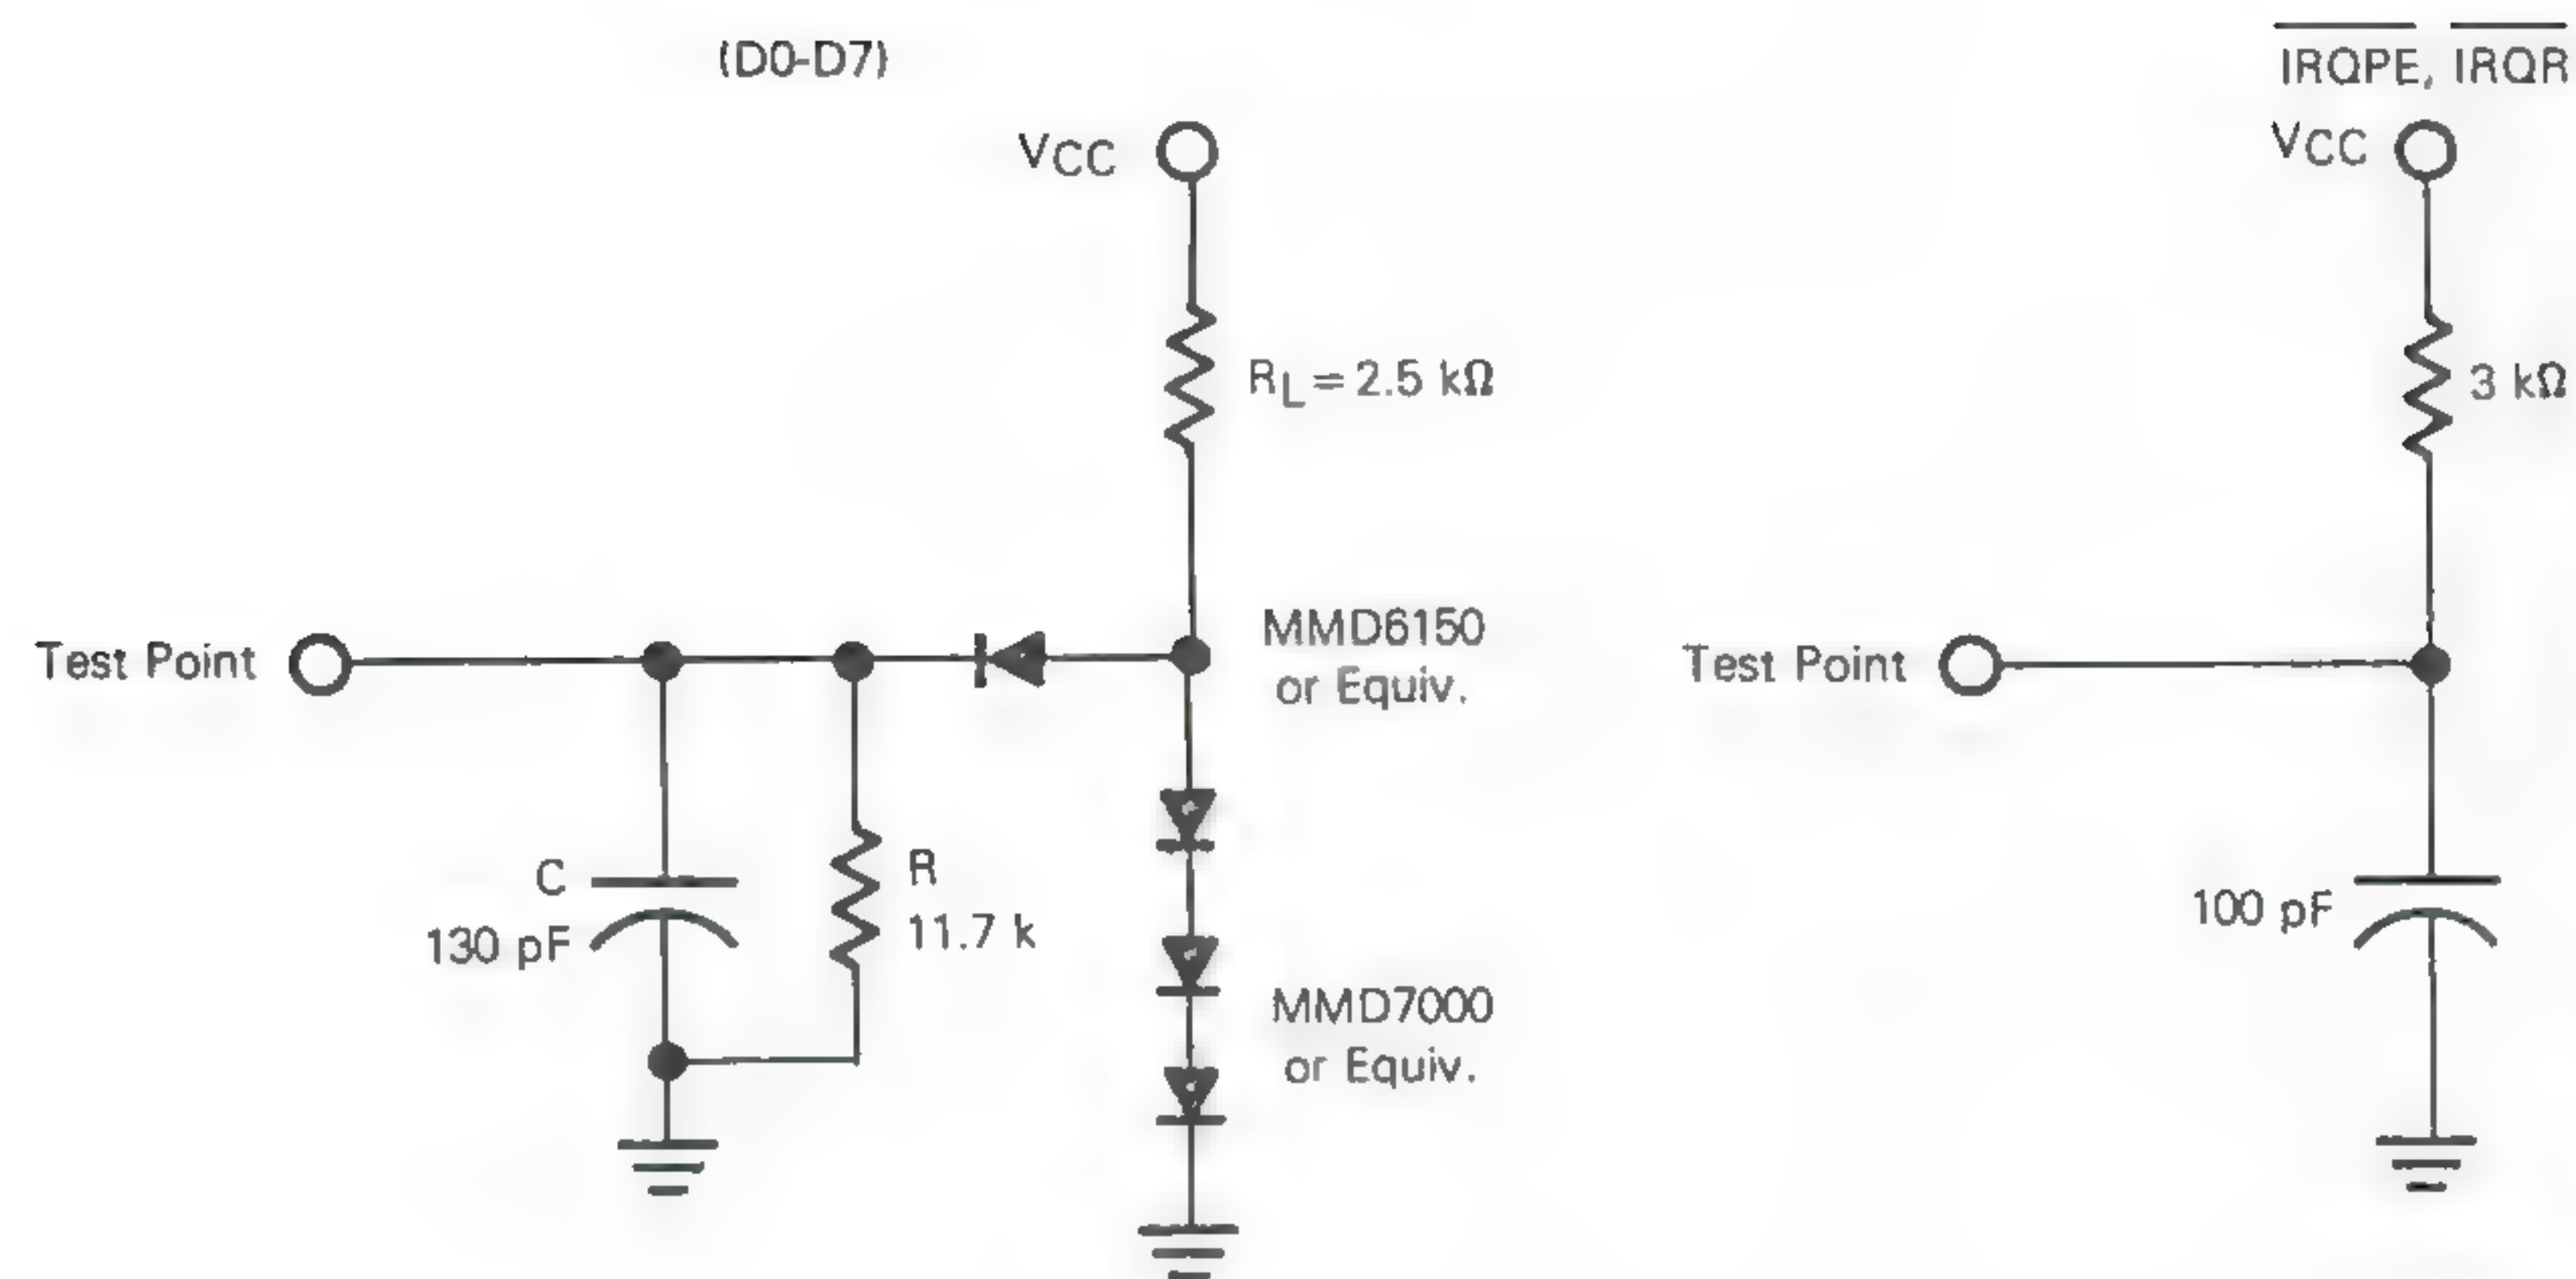 (D0-D7)
VCC
RL = 2.5 kΩ
MMD6150
or Equiv.
Test Point
C
130 pF
R
11.7 k
MMD7000
or Equiv.
IRQPE, IRQR
VCC
3 kΩ
Test Point
100 pF